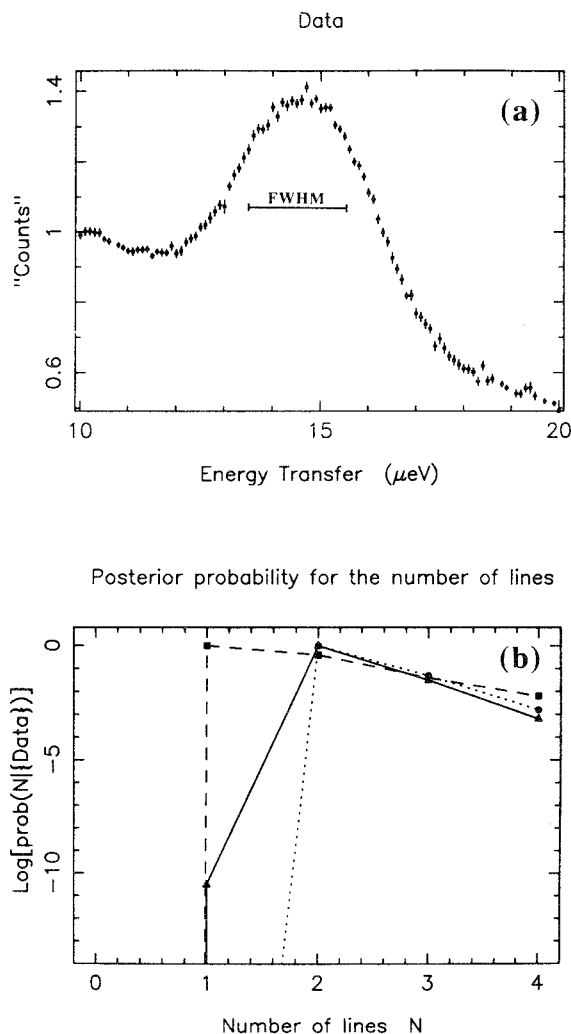 Data
(a)
FWHM
1.4
1
0.6
"Counts"
10 15 20
Energy Transfer (μeV)
Posterior probability for the number of lines
(b)
0
−5
−10
Log[prob(N|{Data})]
0 1 2 3 4
Number of lines N